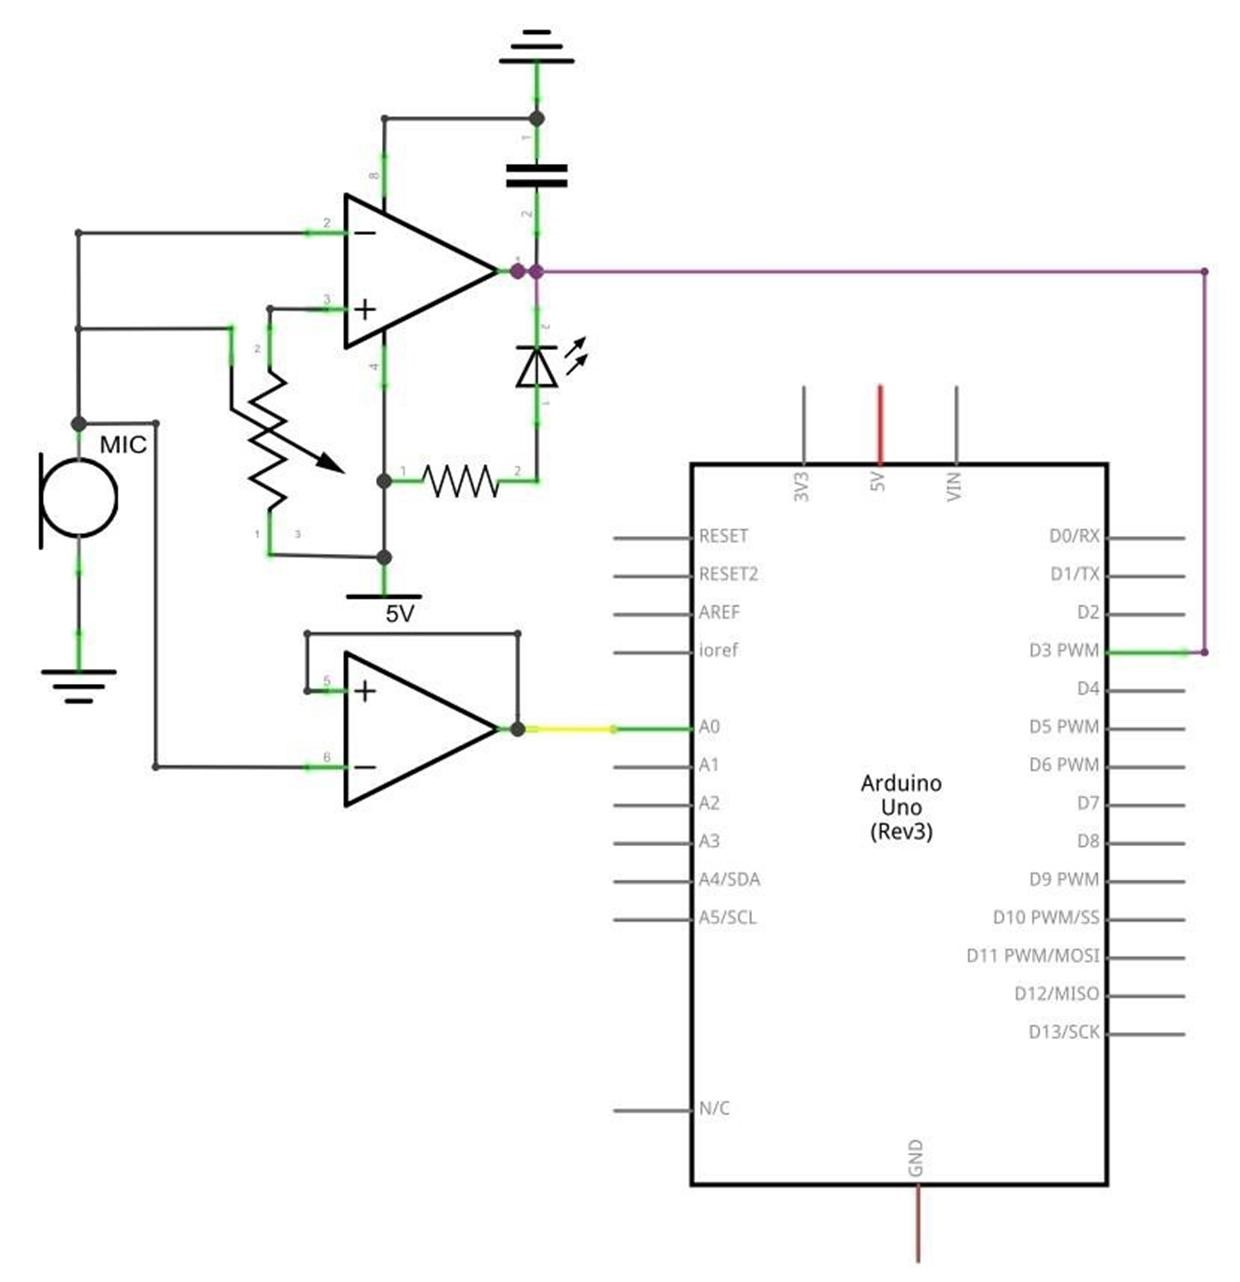 1
8
2
2
1
3
2
4
2
1
MIC
1
2
1
3
5V
5
6
3V3
5V
VIN
RESET
D0/RX
RESET2
D1/TX
AREF
D2
ioref
D3 PWM
D4
A0
D5 PWM
A1
D6 PWM
Arduino
Uno
(Rev3)
A2
D7
A3
D8
A4/SDA
D9 PWM
A5/SCL
D10 PWM/SS
D11 PWM/MOSI
D12/MISO
D13/SCK
N/C
GND